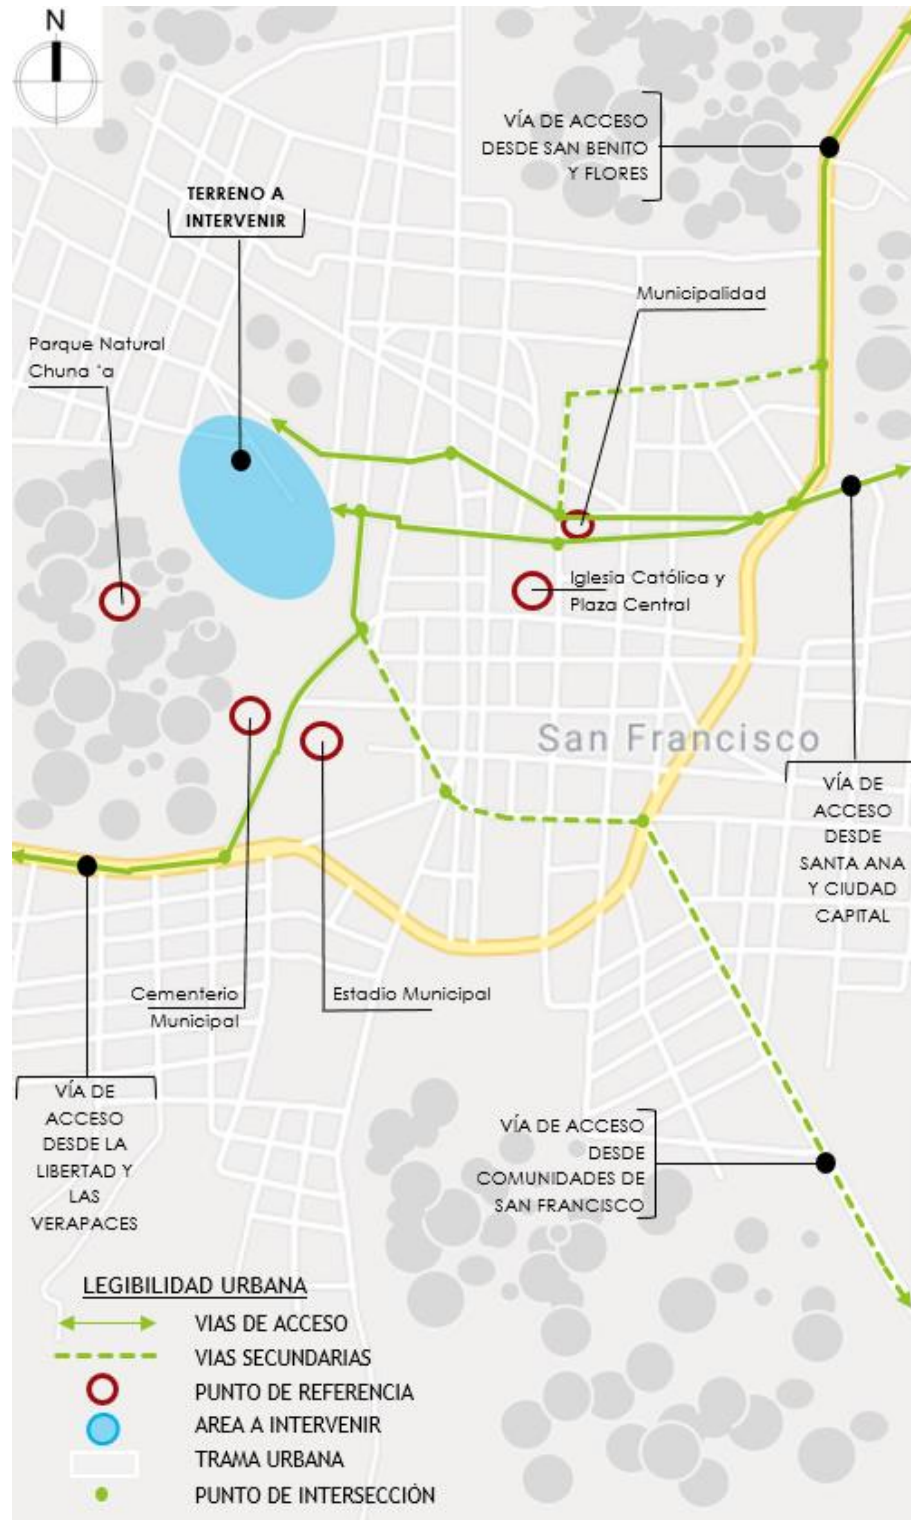 N
VÍA DE ACCESO
DESDE SAN BENITO
Y FLORES
TERRENO A
INTERVENIR
Municipalidad
Parque Natural
Chuna ‘a
Iglesia Católica y
Plaza Central
San Francisco
VÍA DE
ACCESO
DESDE
SANTA ANA
Y CIUDAD
CAPITAL
Cementerio
Municipal
Estadio Municipal
VÍA DE
ACCESO
DESDE LA
LIBERTAD Y
LAS
VERAPACES
VÍA DE ACCESO
DESDE
COMUNIDADES DE
SAN FRANCISCO
LEGIBILIDAD URBANA
VIAS DE ACCESO
VIAS SECUNDARIAS
PUNTO DE REFERENCIA
AREA A INTERVENIR
TRAMA URBANA
PUNTO DE INTERSECCIÓN